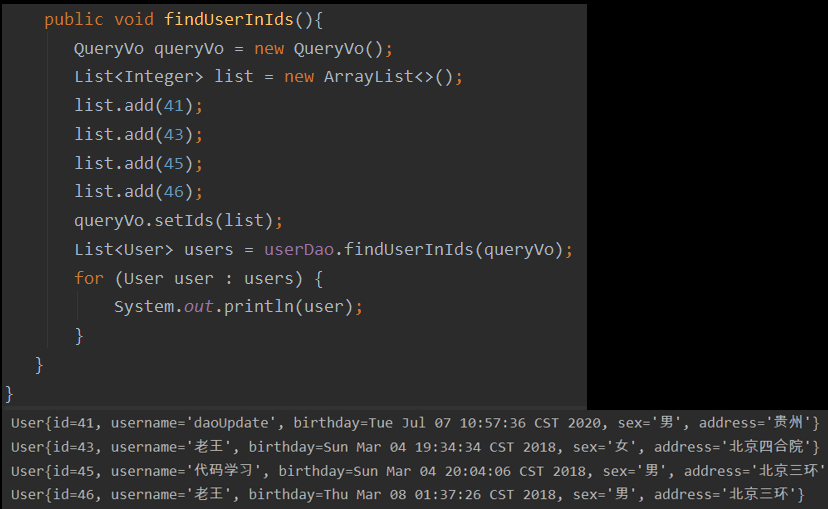 public void findUserInIds(){
QueryVo queryVo = new QueryVo();
List<Integer> list = new ArrayList<>();
list.add(41);
list.add(43);
list.add(45);
list.add(46);
queryVo.setIds(list);
List<User> users = userDao.findUserInIds(queryVo);
for (User user : users) {
System.out.println(user);
}
}
}
User{id=41, username='daoUpdate', birthday=Tue Jul 07 10:57:36 CST 2020, sex='男', address='贵州'}
User{id=43, username='老王', birthday=Sun Mar 04 19:34:34 CST 2018, sex='女', address='北京四合院'}
User{id=45, username='代码学习', birthday=Sun Mar 04 20:04:06 CST 2018, sex='男', address='北京三环'
User{id=46, username='老王', birthday=Thu Mar 08 01:37:26 CST 2018, sex='男', address='北京三环'}